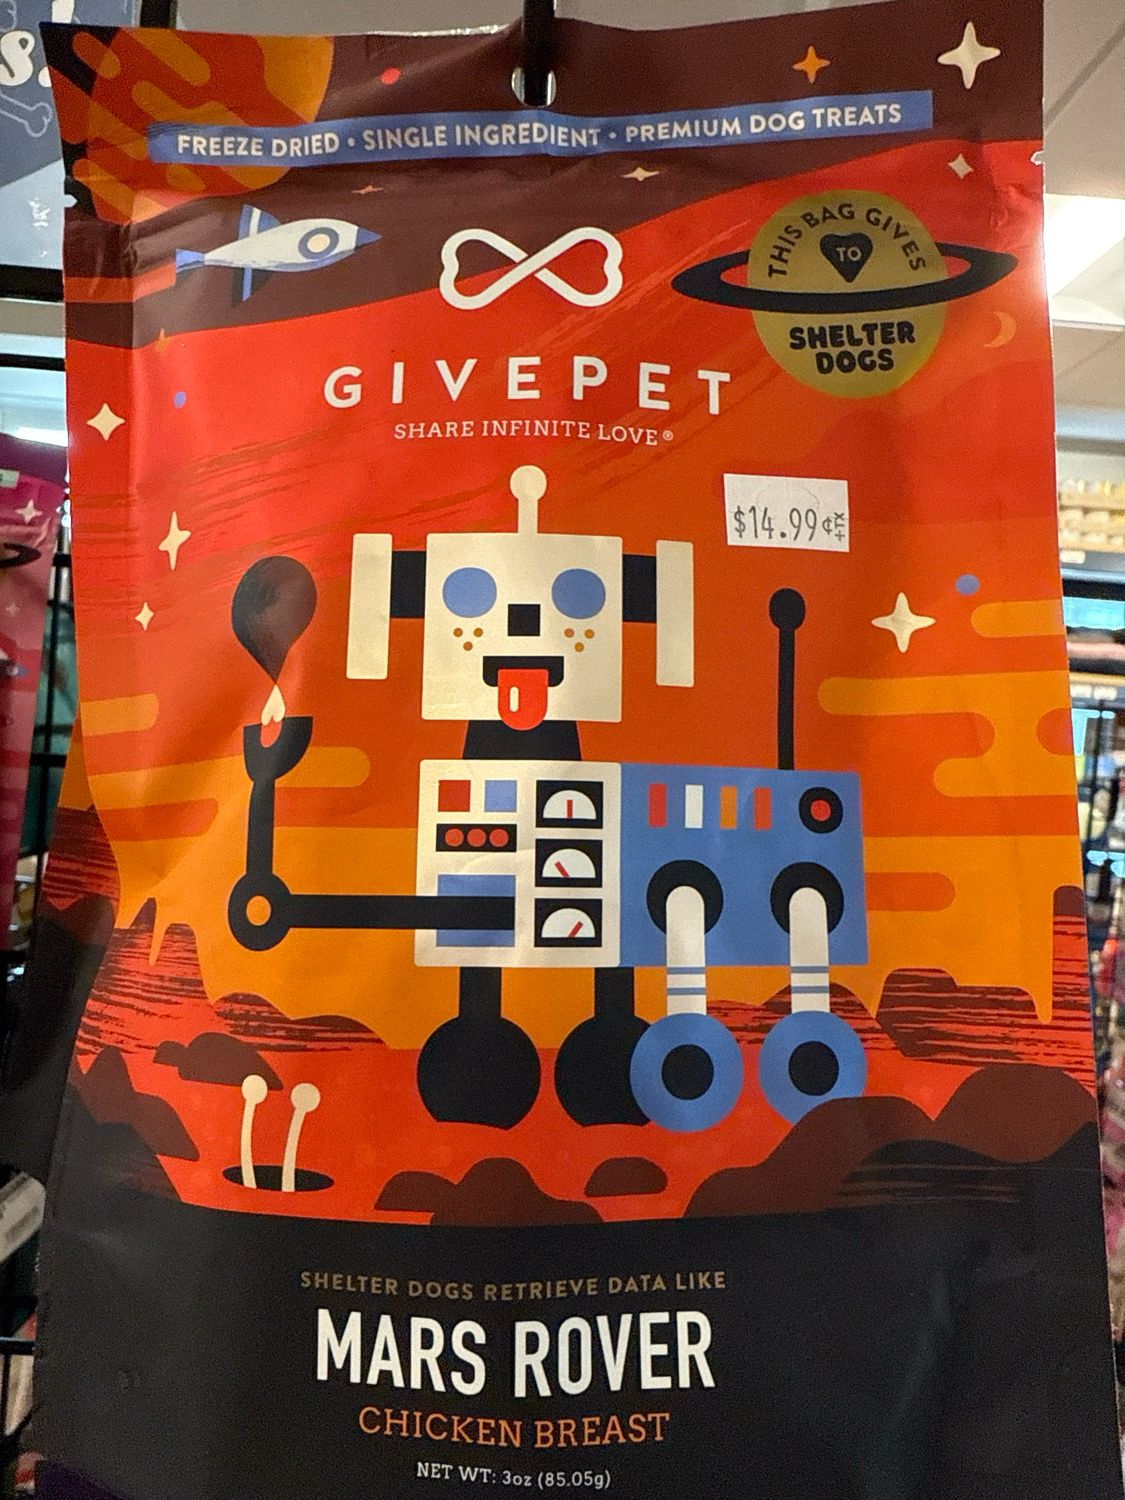 FREEZE DRIED • SINGLE INGREDIENT • PREMIUM DOG TREATS
THIS BAG GIVES
TO
SHELTER
DOGS
GIVEPET
SHARE INFINITE LOVE®
$14.99
SHELTER DOGS RETRIEVE DATA LIKE
MARS ROVER
CHICKEN BREAST
NET WT: 3oz (85.05g)